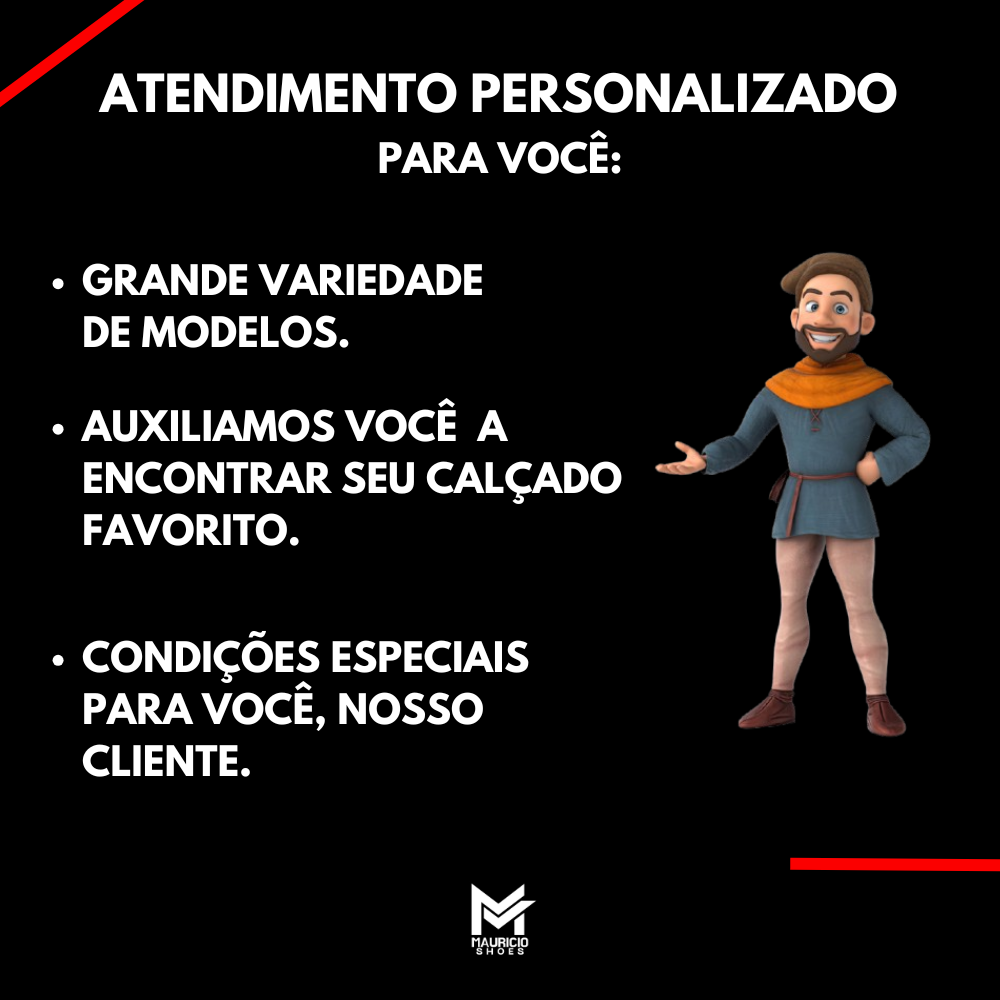 ATENDIMENTO PERSONALIZADO
PARA VOCÊ:
• GRANDE VARIEDADE
DE MODELOS.
• AUXILIAMOS VOCÊ A
ENCONTRAR SEU CALÇADO
FAVORITO.
• CONDIÇÕES ESPECIAIS
PARA VOCÊ, NOSSO
CLIENTE.
MAURICIO
SHOES